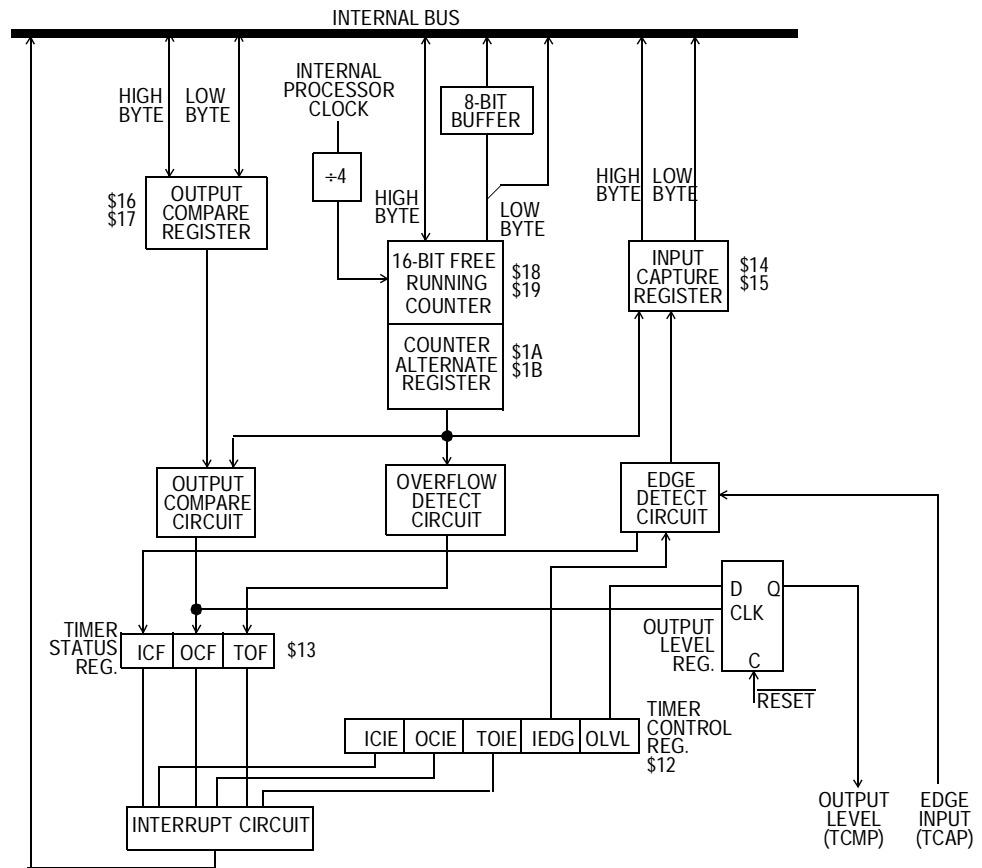 INTERNAL BUS
HIGH
BYTE
LOW
BYTE
INTERNAL
PROCESSOR
CLOCK
÷4
8-BIT
BUFFER
HIGH
BYTE
LOW
BYTE
HIGH
BYTE
LOW
BYTE
$16
$17
OUTPUT
COMPARE
REGISTER
16-BIT FREE
RUNNING
COUNTER
$18
$19
COUNTER
ALTERNATE
REGISTER
$1A
$1B
INPUT
CAPTURE
REGISTER
$14
$15
OUTPUT
COMPARE
CIRCUIT
OVERFLOW
DETECT
CIRCUIT
EDGE
DETECT
CIRCUIT
D Q
CLK
C
OUTPUT
LEVEL
REG.
RESET
TIMER
STATUS
REG.
ICF OCF TOF
$13
ICIE OCIE TOIE IEDG OLVL
TIMER
CONTROL
REG.
$12
INTERRUPT CIRCUIT
OUTPUT
LEVEL
(TCMP)
EDGE
INPUT
(TCAP)